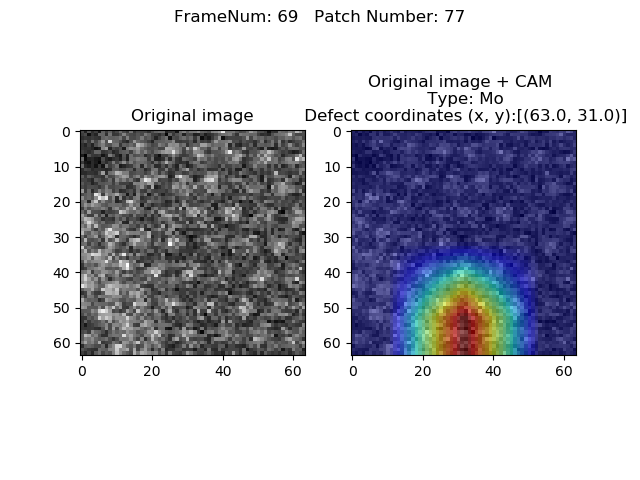 FrameNum: 69   Patch Number: 77
Original image + CAM
Type: Mo
Original image
Defect coordinates (x, y):[(63.0, 31.0)]
0
10
20
30
40
50
60
0 20 40 60
0
10
20
30
40
50
60
0 20 40 60